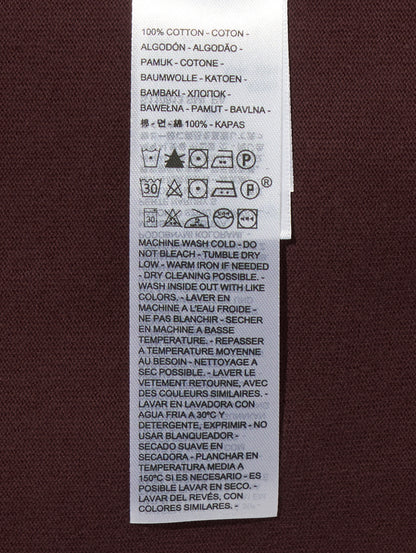 100% COTTON - COTON -
ALGODÓN - ALGODÃO -
PAMUK - COTONE -
BAUMWOLLE - KATOEN -
BAMBAKI - ХЛОПОК -
BAWEŁNA - PAMUT - BAVLNA -
棉 - 면 - 綿 100% - KAPAS
P
30 P ®
30
MACHINE WASH COLD - DO
NOT BLEACH - TUMBLE DRY
LOW - WARM IRON IF NEEDED
- DRY CLEANING POSSIBLE. -
WASH INSIDE OUT WITH LIKE
COLORS. - LAVER EN
MACHINE A L'EAU FROIDE -
NE PAS BLANCHIR - SECHER
EN MACHINE A BASSE
TEMPERATURE. - REPASSER
A TEMPERATURE MOYENNE
AU BESOIN - NETTOYAGE A
SEC POSSIBLE. - LAVER LE
VETEMENT RETOURNE, AVEC
DES COULEURS SIMILAIRES. -
LAVAR EN LAVADORA CON
AGUA FRIA A 30ºC Y
DETERGENTE, EXPRIMIR - NO
USAR BLANQUEADOR -
SECADO SUAVE EN
SECADORA - PLANCHAR EN
TEMPERATURA MEDIA A
150ºC SI ES NECESARIO - ES
POSIBLE LAVAR EN SECO. -
LAVAR DEL REVÉS, CON
COLORES SIMILARES. -